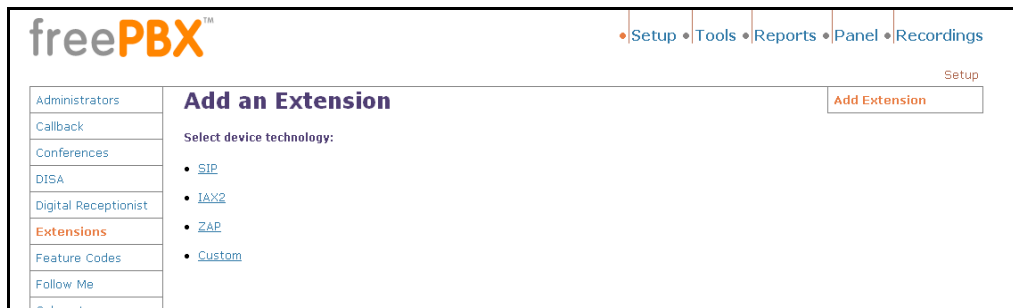 freePBX™
Setup Tools Reports Panel Recordings
Setup
Administrators
Callback
Conferences
DISA
Digital Receptionist
Extensions
Feature Codes
Follow Me
Add an Extension
Select device technology:
• SIP
• IAX2
• ZAP
• Custom
Add Extension